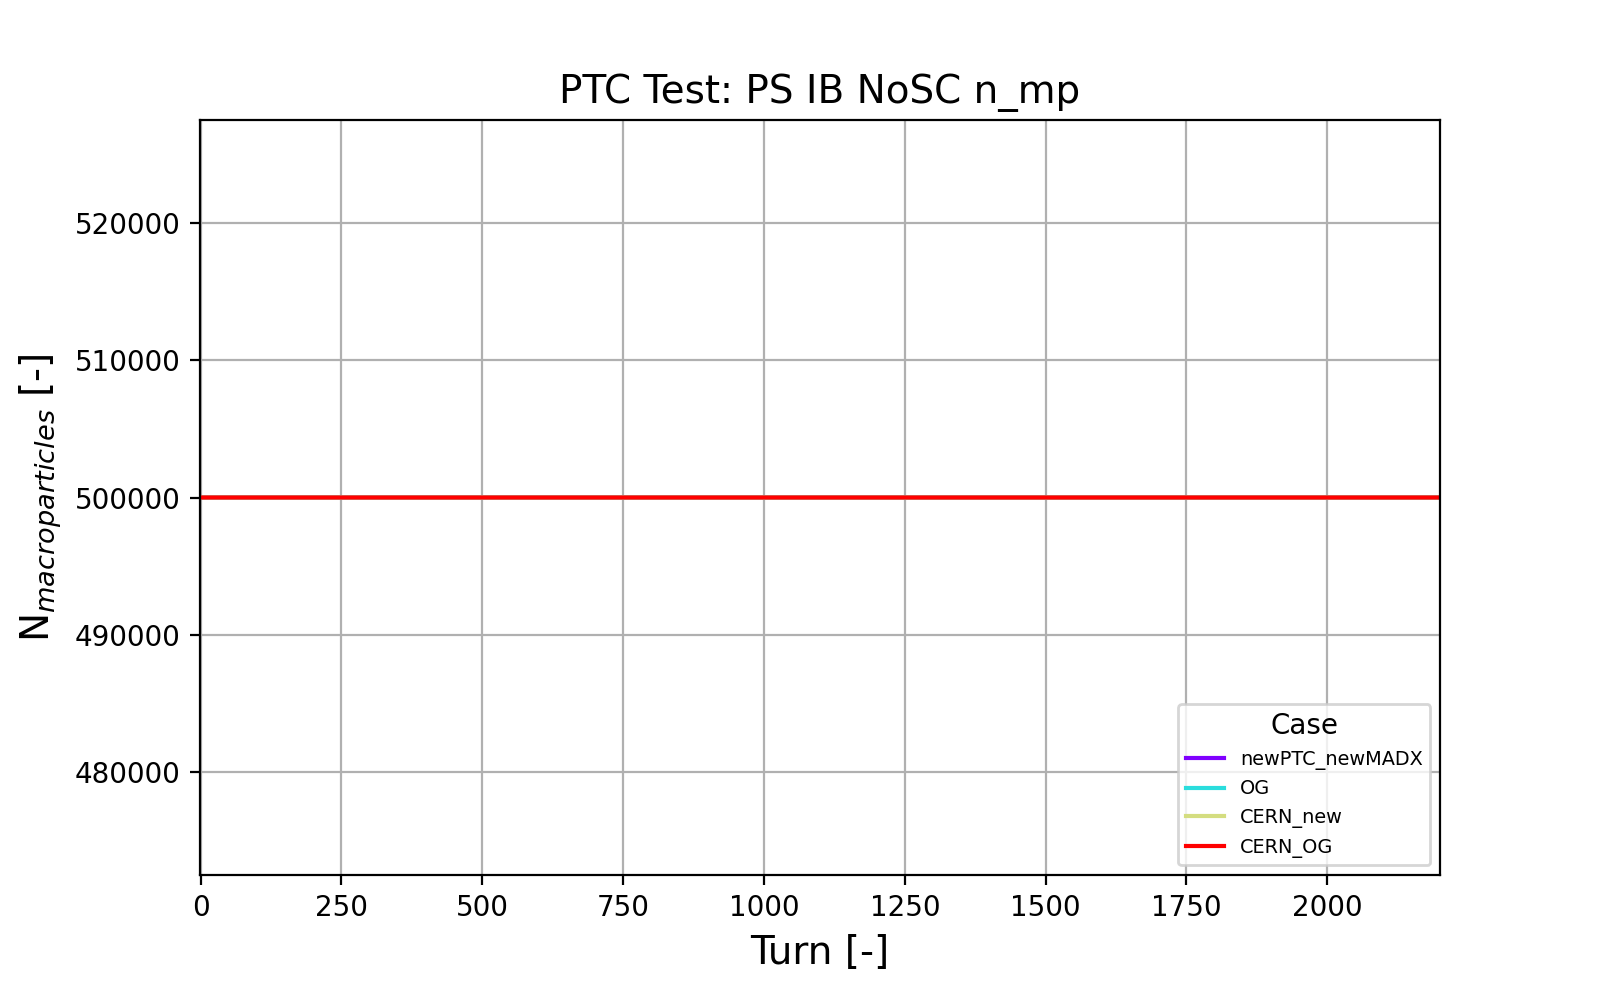 PTC Test: PS IB NoSC n_mp
520000
510000
500000
490000
480000
N_macroparticles [-]
Case
newPTC_newMADX
OG
CERN_new
CERN_OG
0 250 500 750 1000 1250 1500 1750 2000
Turn [-]